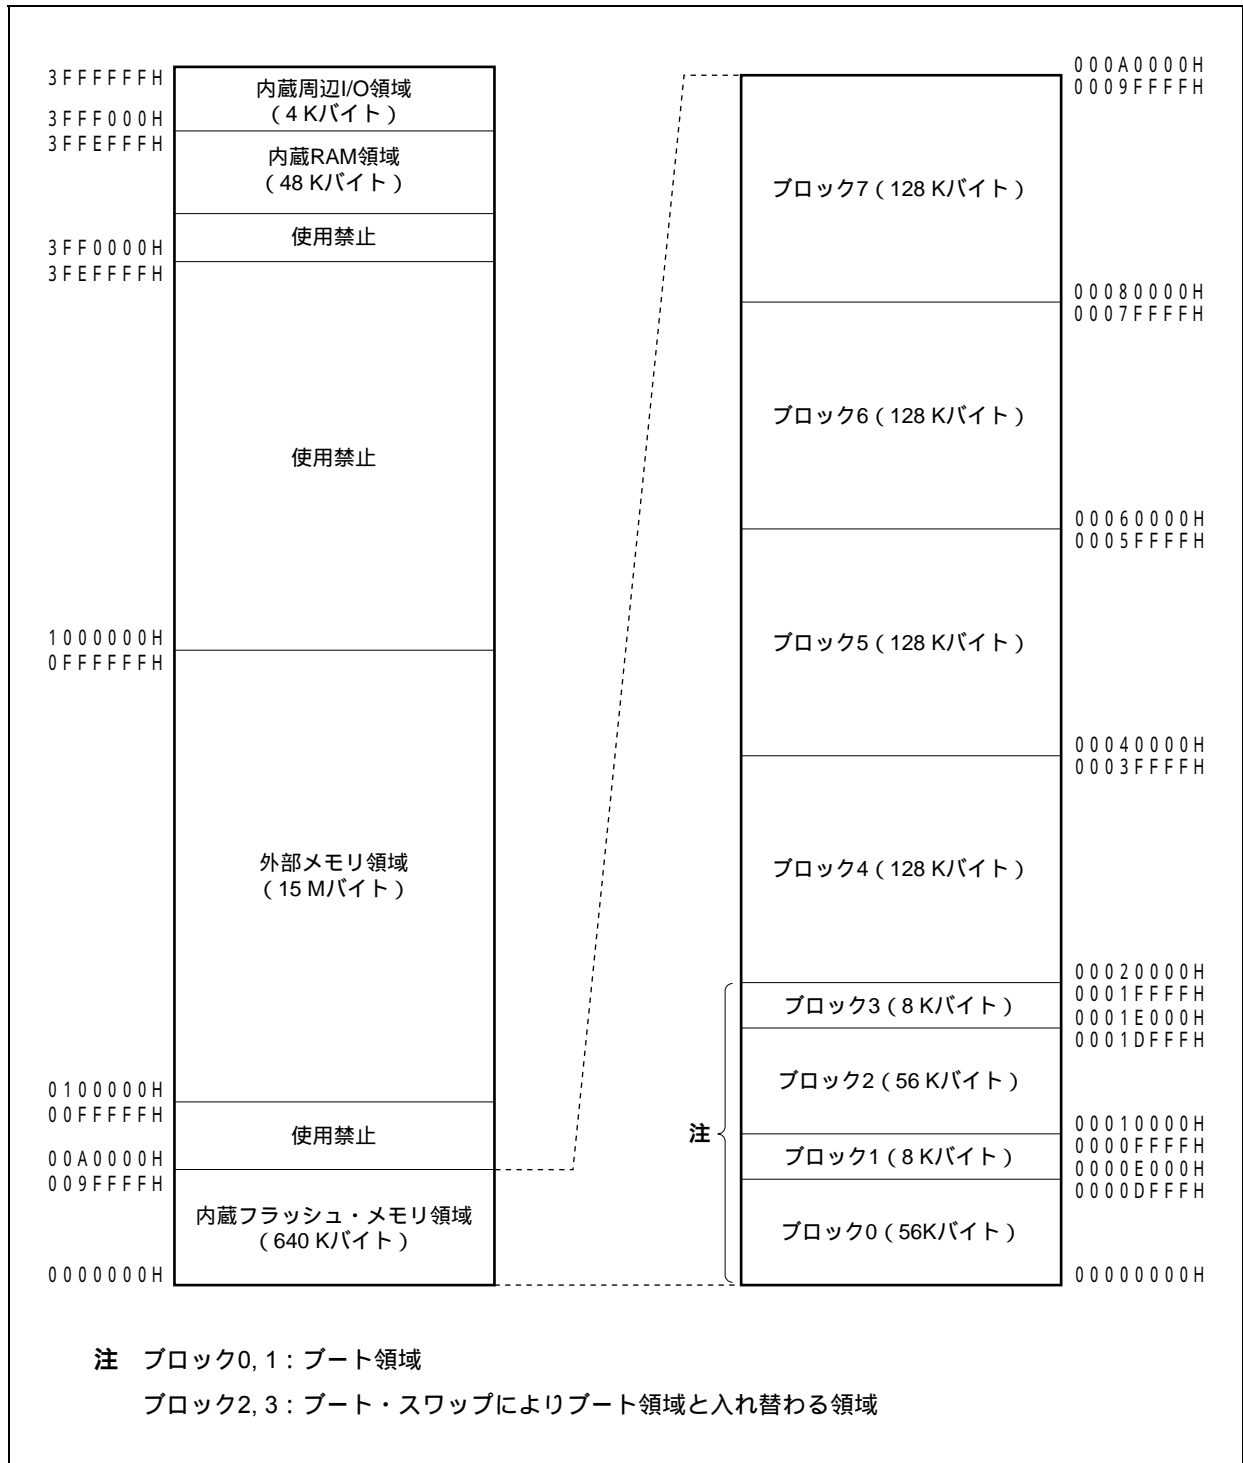 3FFFFFFH
内蔵周辺I/O領域
（4 Kバイト）
3FFF000H
3FFEFFFH
内蔵RAM領域
（48 Kバイト）
使用禁止
3FF0000H
3FEFFFFH
使用禁止
1000000H
0FFFFFFH
外部メモリ領域
（15 Mバイト）
0100000H
00FFFFFH
使用禁止
00A0000H
009FFFFH
内蔵フラッシュ・メモリ領域
（640 Kバイト）
0000000H
000A0000H
0009FFFFH
ブロック7（128 Kバイト）
00080000H
0007FFFFH
ブロック6（128 Kバイト）
00060000H
0005FFFFH
ブロック5（128 Kバイト）
00040000H
0003FFFFH
ブロック4（128 Kバイト）
00020000H
0001FFFFH
ブロック3（8 Kバイト）
0001E000H
0001DFFFH
ブロック2（56 Kバイト）
注
00010000H
0000FFFFH
ブロック1（8 Kバイト）
0000E000H
0000DFFFH
ブロック0（56Kバイト）
00000000H
注 ブロック0, 1：ブート領域
ブロック2, 3：ブート・スワップによりブート領域と入れ替わる領域